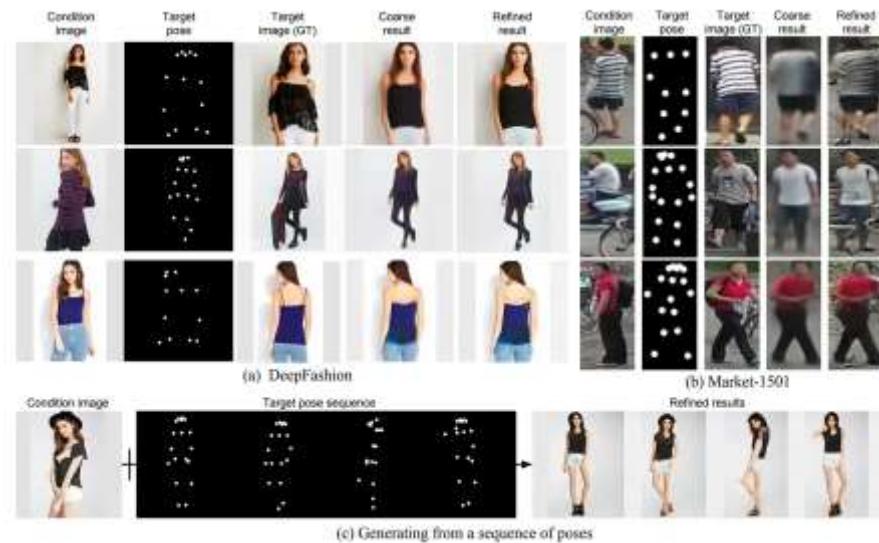 Condition image
Target pose
Target image (GT)
Coarse result
Refined result
Condition image
Target pose
Target image (GT)
Coarse result
Refined result
(a) DeepFashion
(b) Market-1501
Condition image
Target pose sequence
Refined results
(c) Generating from a sequence of poses